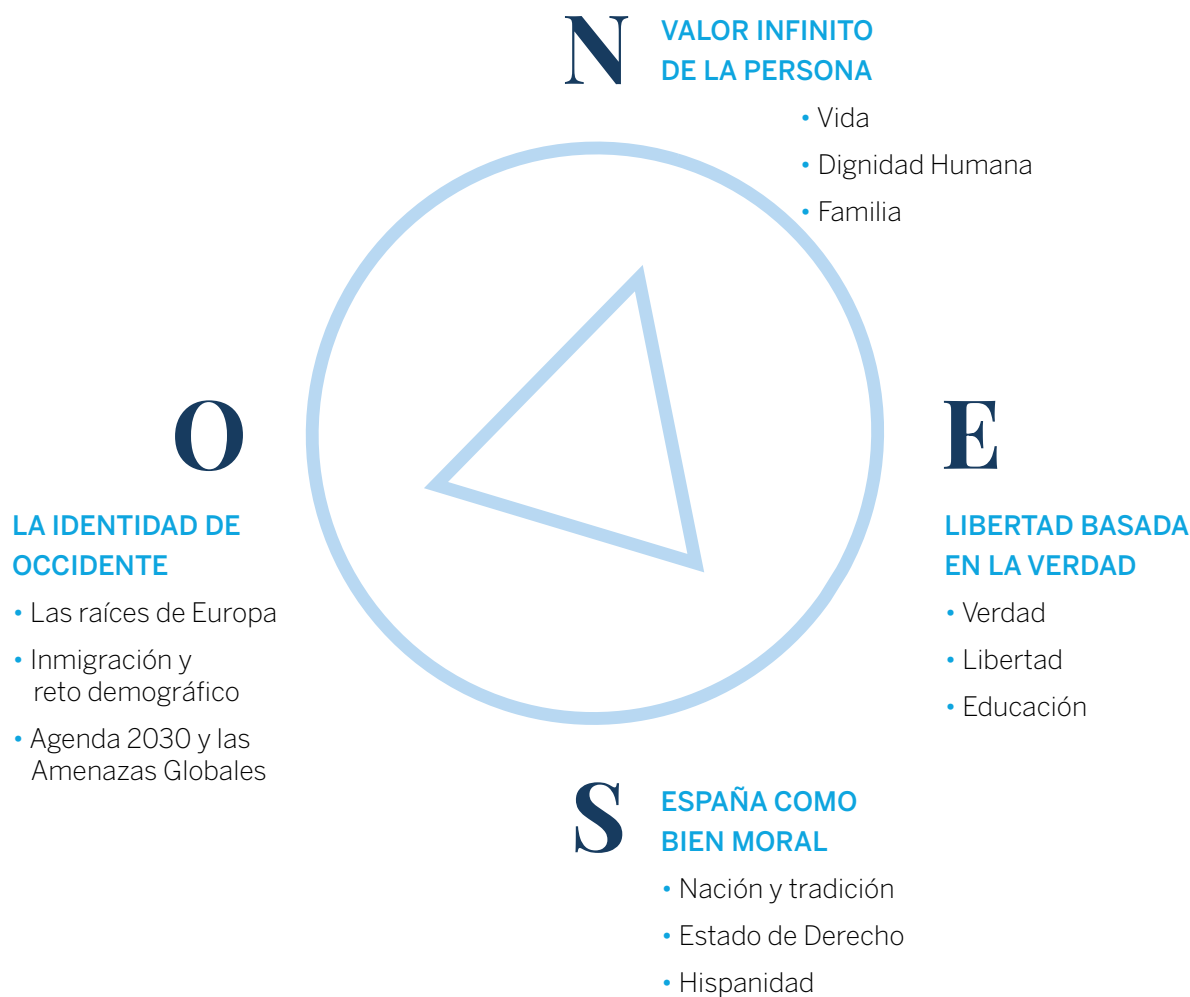 N
VALOR INFINITO
DE LA PERSONA
• Vida
• Dignidad Humana
• Familia
O
LA IDENTIDAD DE
OCCIDENTE
• Las raíces de Europa
• Inmigración y
reto demográfico
• Agenda 2030 y las
Amenazas Globales
E
LIBERTAD BASADA
EN LA VERDAD
• Verdad
• Libertad
• Educación
S
ESPAÑA COMO
BIEN MORAL
• Nación y tradición
• Estado de Derecho
• Hispanidad